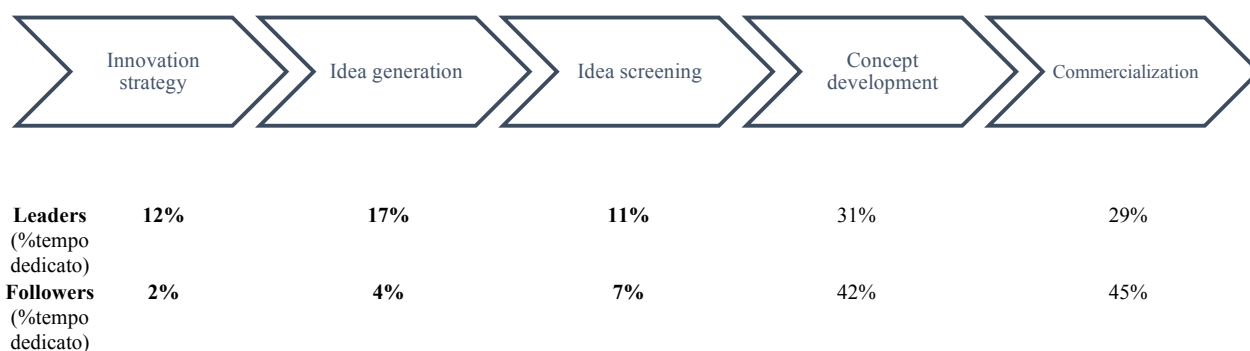 Innovation
strategy
Idea generation
Idea screening
Concept
development
Commercialization
Leaders 12% 17% 11% 31% 29%
(%tempo
dedicato)
Followers 2% 4% 7% 42% 45%
(%tempo
dedicato)